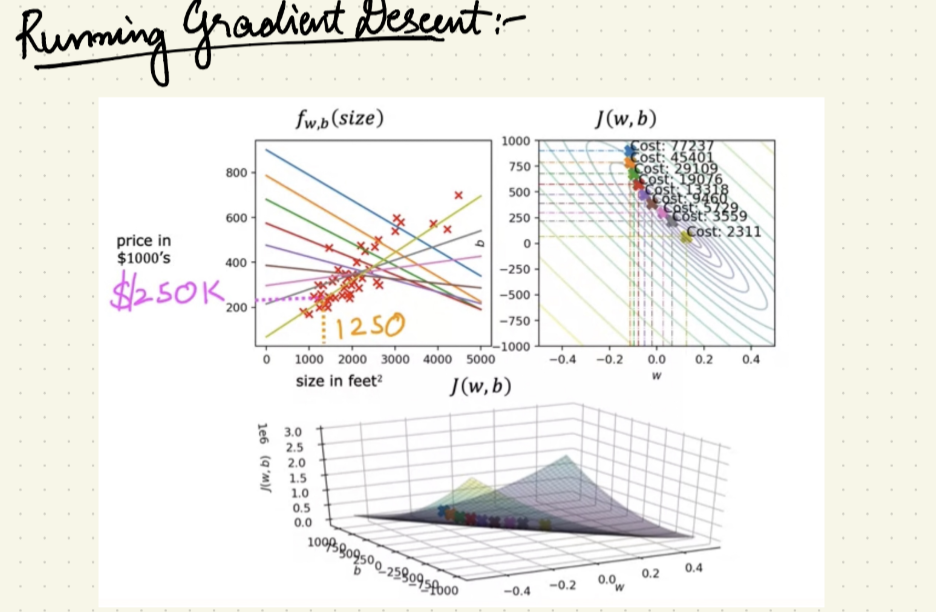 Running Gradient Descent :-
f w,b (size)
J(w, b)
800
600
400
200
price in
$1000's
$250K
1250
0 1000 2000 3000 4000 5000
size in feet²
1000
750
500
250
0
−250
−500
−750
−1000
b
Cost: 77237
Cost: 45401
Cost: 29109
Cost: 19076
Cost: 13318
Cost: 9460
Cost: 5729
Cost: 3559
Cost: 2311
−0.4 −0.2 0.0 0.2 0.4
w
J(w, b)
1e6
J(w, b)
3.0
2.5
2.0
1.5
1.0
0.5
0.0
1000
750
500
250
0
−250
−500
−750
−1000
b
−0.4 −0.2 0.0 0.2 0.4
w